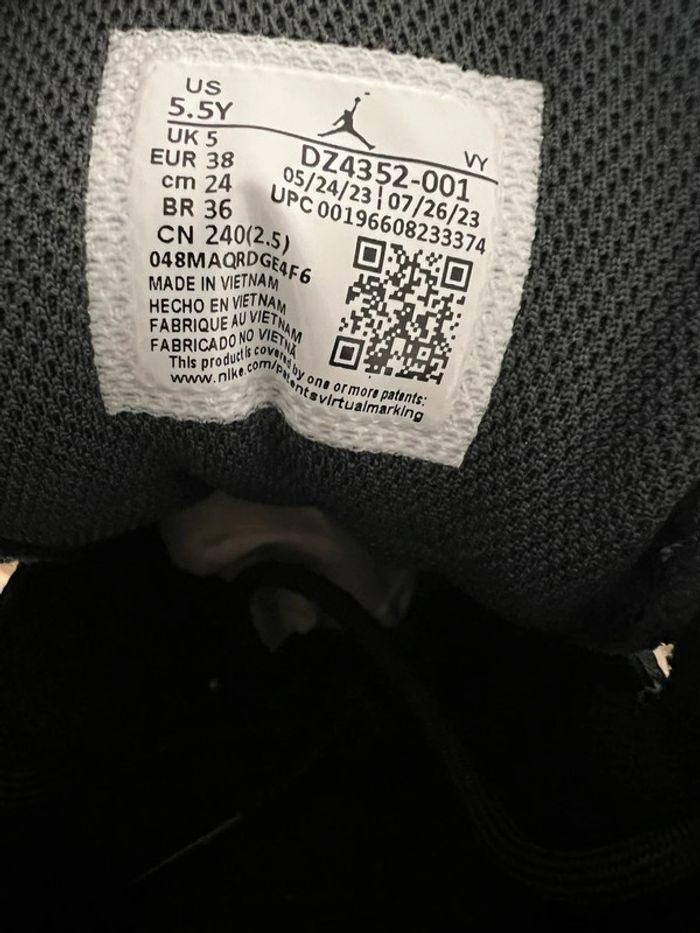 US
5.5Y
UK 5
EUR 38
cm 24
BR 36
CN 240(2.5)
VY
DZ4352-001
05/24/23 | 07/26/23
UPC 00196608233374
048MAQRDGE4F6
MADE IN VIETNAM
HECHO EN VIETNAM
FABRIQUE AU VIETNAM
FABRICADO NO VIETNÃ
This product is covered by one or more patents:
www.nike.com/patentsvirtualmarking